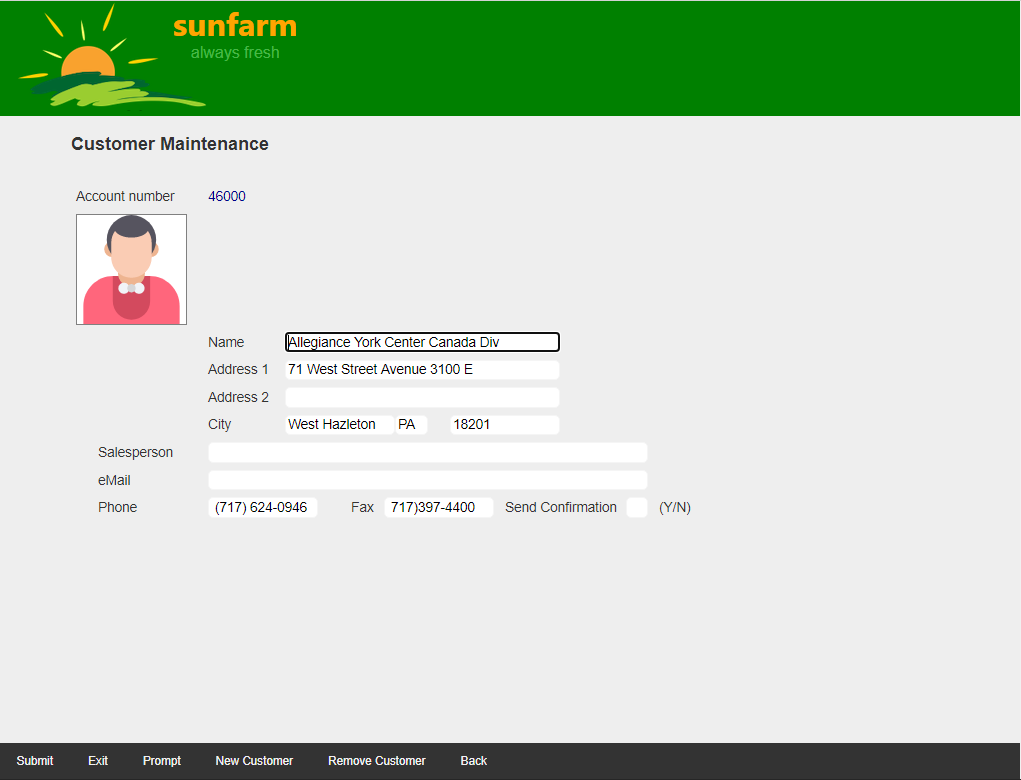 sunfarm
always fresh
Customer Maintenance
Account number 46000
Name Allegiance York Center Canada Div
Address 1 71 West Street Avenue 3100 E
Address 2
City West Hazleton PA 18201
Salesperson
eMail
Phone (717) 624-0946 Fax 717)397-4400 Send Confirmation (Y/N)
Submit Exit Prompt New Customer Remove Customer Back